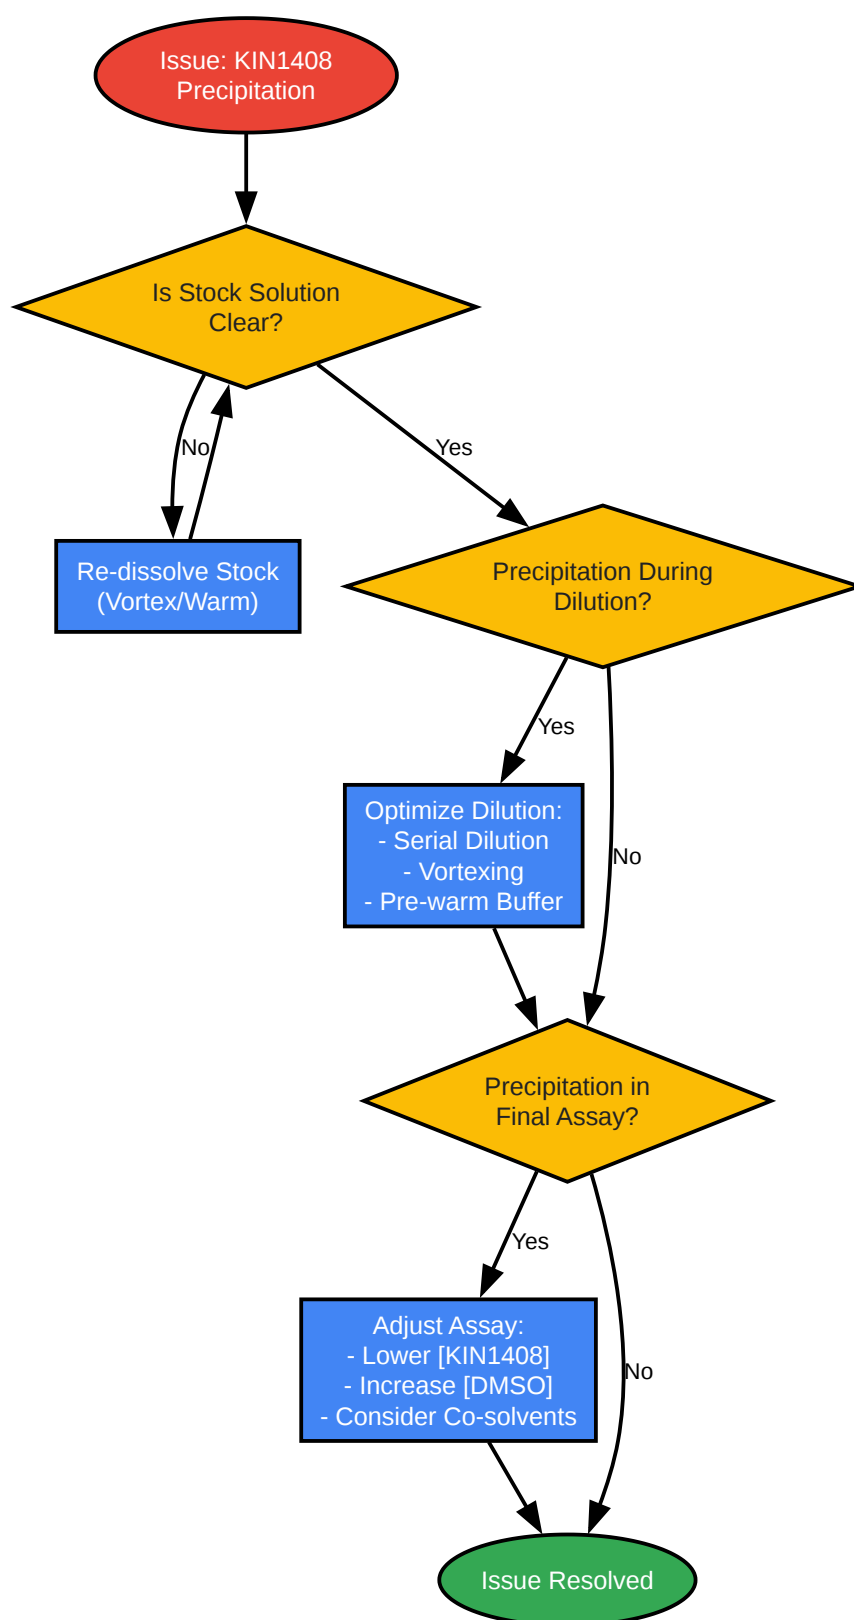 Issue: KIN1408
Precipitation
Is Stock Solution
Clear?
No
Yes
Re-dissolve Stock
(Vortex/Warm)
Precipitation During
Dilution?
Yes
Optimize Dilution:
- Serial Dilution
- Vortexing
- Pre-warm Buffer
No
Precipitation in
Final Assay?
Yes
Adjust Assay:
- Lower [KIN1408]
- Increase [DMSO]
- Consider Co-solvents
No
Issue Resolved